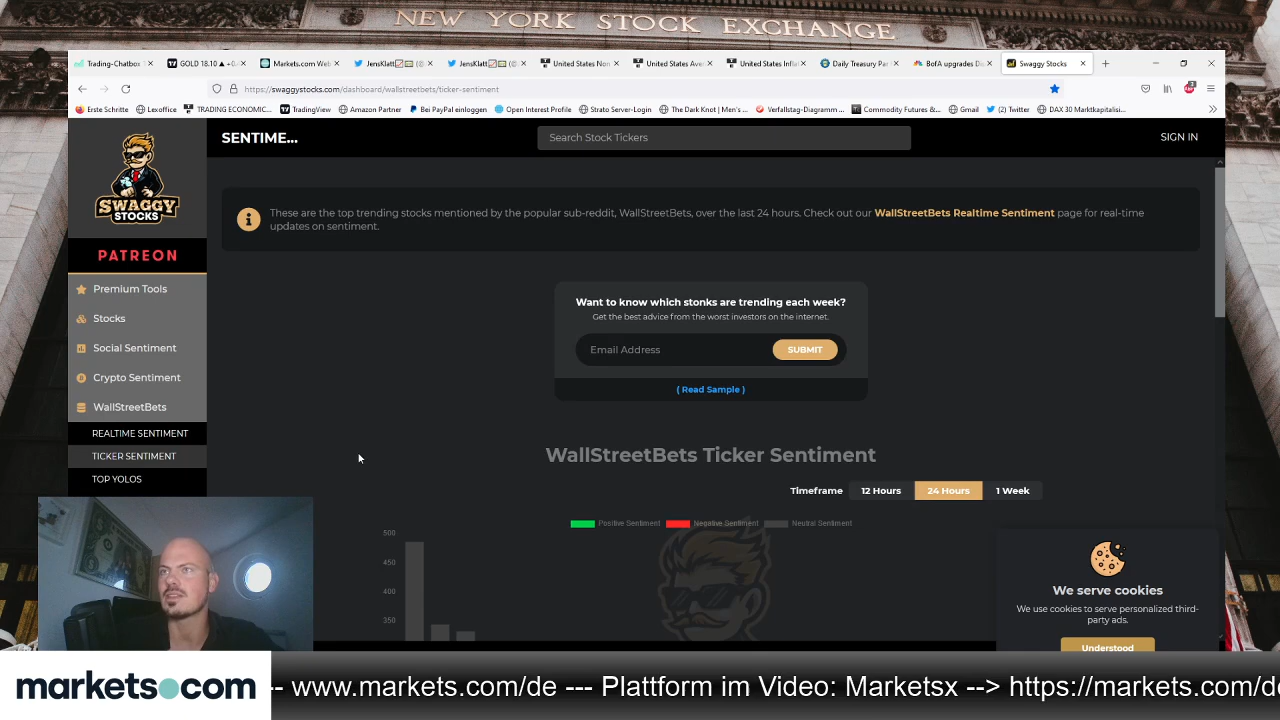 NEW YORK STOCK EXCHANGE
Trading-Chatbox
GOLD 18.10 ▲ +0.
Markets.com Web
JensKlatt
JensKlatt
United States Non
United States Aver
United States Infla
Daily Treasury Par
BofA upgrades Do
Swaggy Stocks
https://swaggystocks.com/dashboard/wallstreetbets/ticker-sentiment
Erste Schritte
Lexoffice
TRADING ECONOMIC...
TradingView
Amazon Partner
Bei PayPal einloggen
Open Interest Profile
Strato Server-Login
The Dark Knot | Men's ...
Verfallstag-Diagramm ...
Commodity Futures &...
Gmail
(2) Twitter
DAX 30 Marktkapitalisi...
SENTIME...
Search Stock Tickers
SIGN IN
SWAGGY
STOCKS
PATREON
Premium Tools
Stocks
Social Sentiment
Crypto Sentiment
WallStreetBets
REALTIME SENTIMENT
TICKER SENTIMENT
TOP YOLOS
These are the top trending stocks mentioned by the popular sub-reddit, WallStreetBets, over the last 24 hours. Check out our WallStreetBets Realtime Sentiment page for real-time
updates on sentiment.
Want to know which stonks are trending each week?
Get the best advice from the worst investors on the internet.
Email Address
SUBMIT
( Read Sample )
WallStreetBets Ticker Sentiment
Timeframe 12 Hours 24 Hours 1 Week
Positive Sentiment Negative Sentiment Neutral Sentiment
500
450
400
350
We serve cookies
We use cookies to serve personalized third-
party ads.
Understood
markets.com
-- www.markets.com/de --- Plattform im Video: Marketsx --> https://markets.com/de